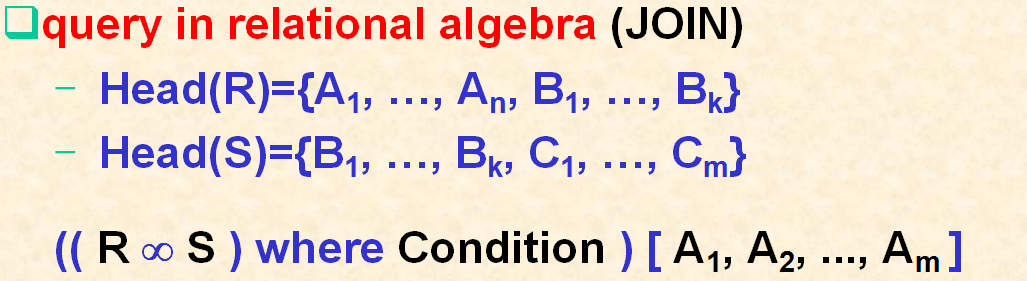 ❑query in relational algebra (JOIN)
– Head(R)={A₁, …, Aₙ, B₁, …, Bₖ}
– Head(S)={B₁, …, Bₖ, C₁, …, Cₘ}
(( R ∞ S ) where Condition ) [ A₁, A₂, ..., Aₘ ]